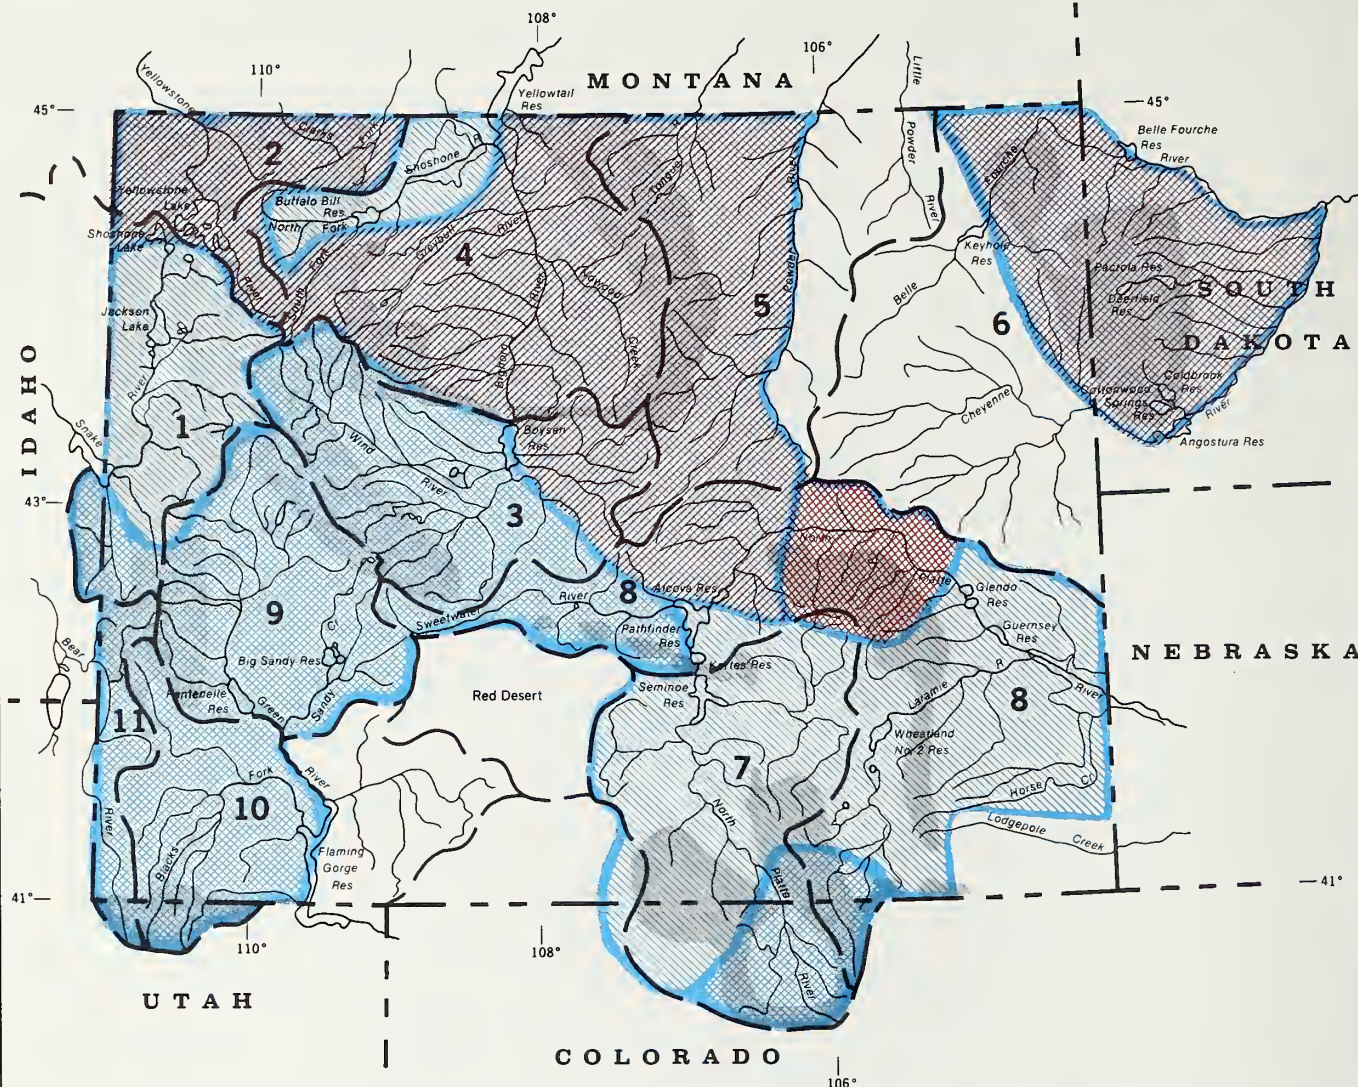 108°
110°
106°
MONTANA
45°
45°
Yellowstone
Clarks
Fork
Yellowtail
Res
Little
Powder
River
Belle Fourche
Res
River
2
Shoshone
R
Yellowstone
Lake
Buffalo Bill
Res
North Fork
Shoshone
Lake
River
South
Fork
Greybull
River
4
Nowood
Creek
River
Bighorn
Tongue
River
Powder
5
Fourche
Keyhole
Res
Belle
6
Pactola Res
Deerfield
Res
SOUTH
DAKOTA
Coldbrook
Res
Cottonwood
Springs
Res
River
Angostura Res
Cheyenne
Jackson
Lake
River
1
IDAHO
Snake
43°
Wind
River
Boysen
Res
3
North
Platte
Glendo
Res
Guernsey
Res
R
River
NEBRASKA
8
Alcova Res
River
Sweetwater
Pathfinder
Res
Kortes Res
Seminoe
Res
9
Cr
Big Sandy Res
Sandy
Bear
Fontenelle
Res
Green
Red Desert
Laramie
8
Wheatland
No. 2 Res
11
7
Horse
Cr
Lodgepole
Creek
Fork
River
10
River
Blacks
North
Flaming
Gorge
Res
Platte
River
41°
41°
110°
108°
UTAH
COLORADO
106°